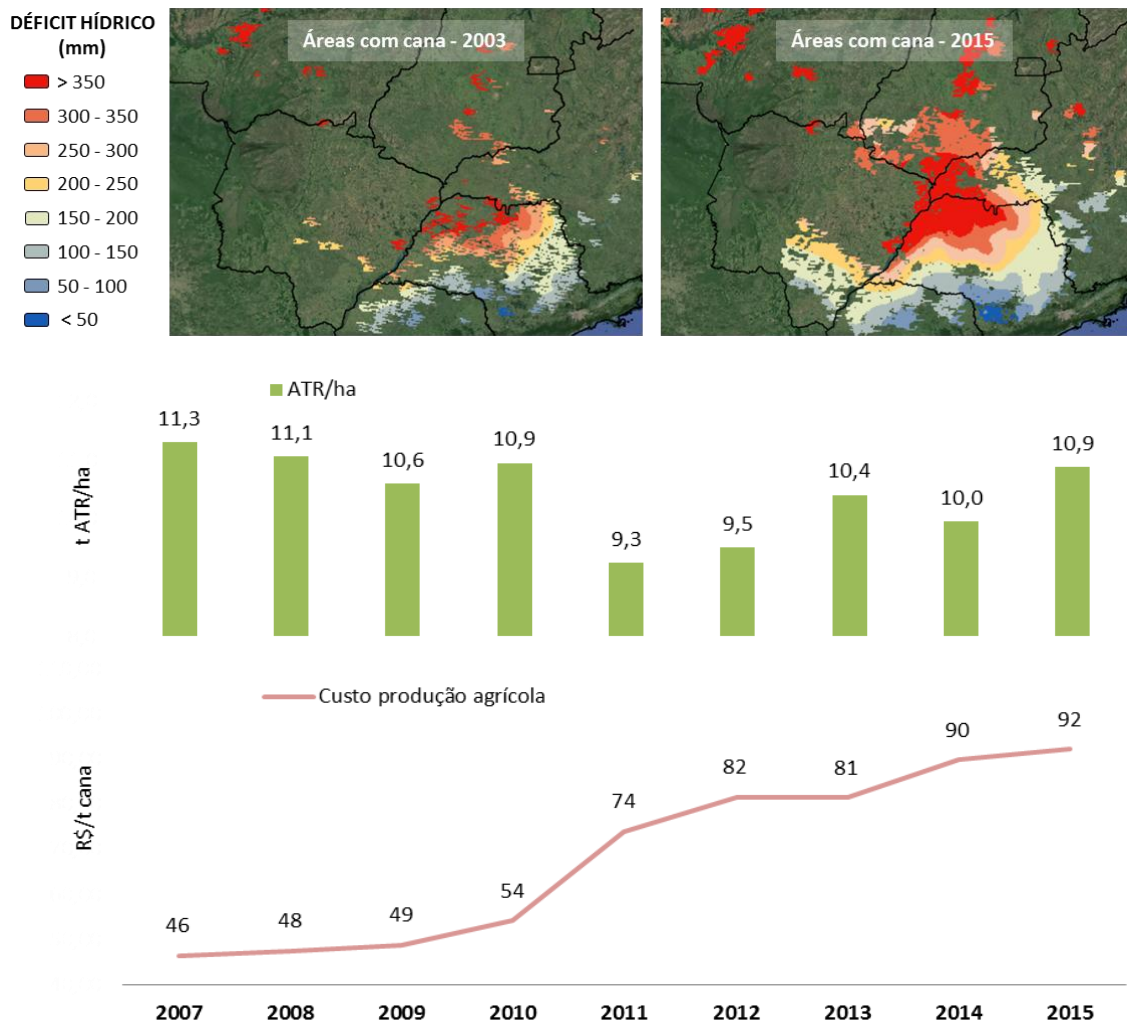 DÉFICIT HÍDRICO
(mm)
> 350
300 - 350
250 - 300
200 - 250
150 - 200
100 - 150
50 - 100
< 50
Áreas com cana - 2003
Áreas com cana - 2015
ATR/ha
t ATR/ha
11,3
11,1
10,6
10,9
9,3
9,5
10,4
10,0
10,9
Custo produção agrícola
R$/t cana
46
48
49
54
74
82
81
90
92
2007
2008
2009
2010
2011
2012
2013
2014
2015